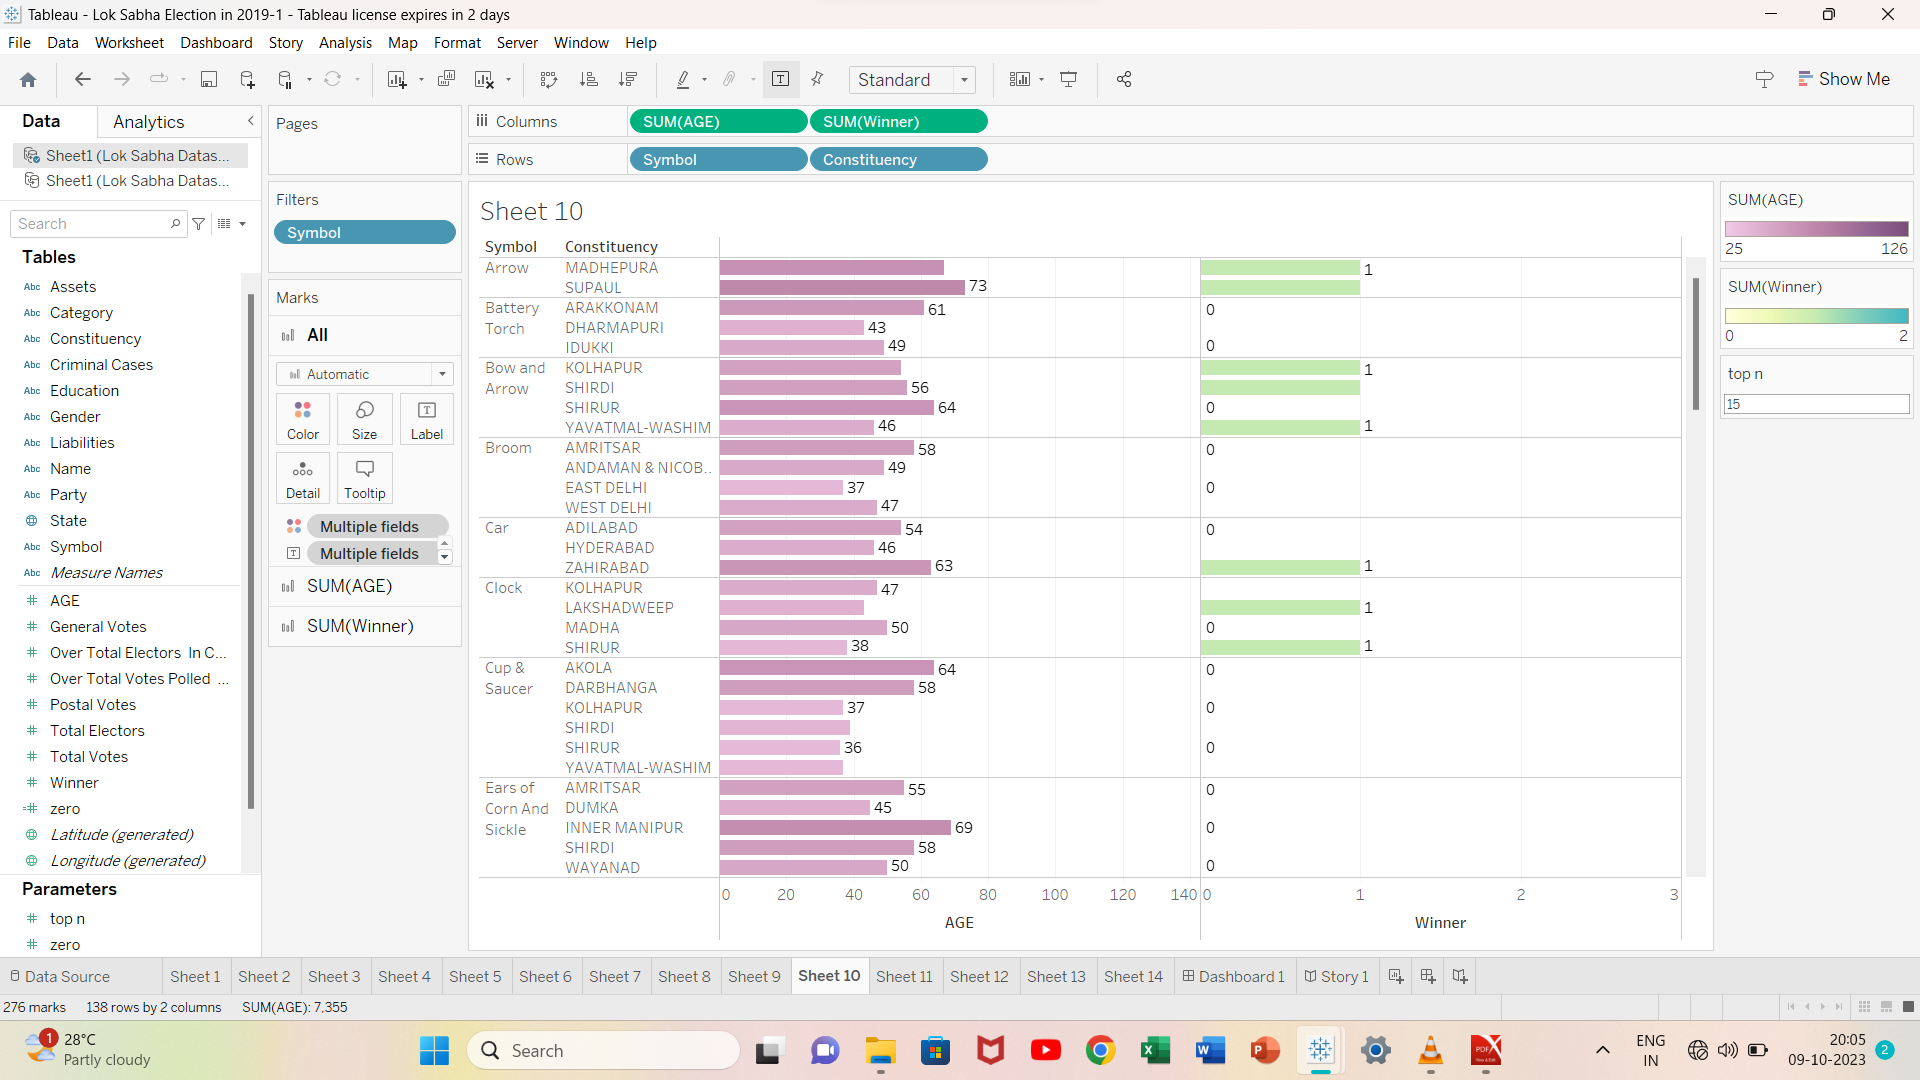 Tableau - Lok Sabha Election in 2019-1 - Tableau license expires in 2 days
File Data Worksheet Dashboard Story Analysis Map Format Server Window Help
Standard
Show Me
Data Analytics
Sheet1 (Lok Sabha Datas...
Sheet1 (Lok Sabha Datas...
Search
Tables
Abc Assets
Abc Category
Abc Constituency
Abc Criminal Cases
Abc Education
Abc Gender
Abc Liabilities
Abc Name
Abc Party
State
Abc Symbol
Abc Measure Names
# AGE
# General Votes
# Over Total Electors In C...
# Over Total Votes Polled ...
# Postal Votes
# Total Electors
# Total Votes
# Winner
=# zero
Latitude (generated)
Longitude (generated)
Parameters
# top n
# zero
Pages
Filters
Symbol
Marks
All
Automatic
Color Size Label
Detail Tooltip
Multiple fields
Multiple fields
SUM(AGE)
SUM(Winner)
Columns SUM(AGE) SUM(Winner)
Rows Symbol Constituency
Sheet 10
Symbol Constituency
Arrow MADHEPURA 1
SUPAUL 73
Battery Torch ARAKKONAM 61 0
DHARMAPURI 43
IDUKKI 49 0
Bow and Arrow KOLHAPUR 1
SHIRDI 56
SHIRUR 64 0
YAVATMAL-WASHIM 46 1
Broom AMRITSAR 58 0
ANDAMAN & NICOB.. 49
EAST DELHI 37 0
WEST DELHI 47
Car ADILABAD 54 0
HYDERABAD 46
ZAHIRABAD 63 1
Clock KOLHAPUR 47
LAKSHADWEEP 1
MADHA 50 0
SHIRUR 38 1
Cup & Saucer AKOLA 64 0
DARBHANGA 58
KOLHAPUR 37 0
SHIRDI
SHIRUR 36 0
YAVATMAL-WASHIM
Ears of Corn And Sickle AMRITSAR 55 0
DUMKA 45
INNER MANIPUR 69 0
SHIRDI 58
WAYANAD 50 0
0 20 40 60 80 100 120 140 0 1 2 3
AGE Winner
SUM(AGE)
25 126
SUM(Winner)
0 2
top n
15
Data Source Sheet 1 Sheet 2 Sheet 3 Sheet 4 Sheet 5 Sheet 6 Sheet 7 Sheet 8 Sheet 9 Sheet 10 Sheet 11 Sheet 12 Sheet 13 Sheet 14 Dashboard 1 Story 1
276 marks 138 rows by 2 columns SUM(AGE): 7,355
1 28°C
Partly cloudy
Search
PDF
ENG
IN
20:05
09-10-2023
2